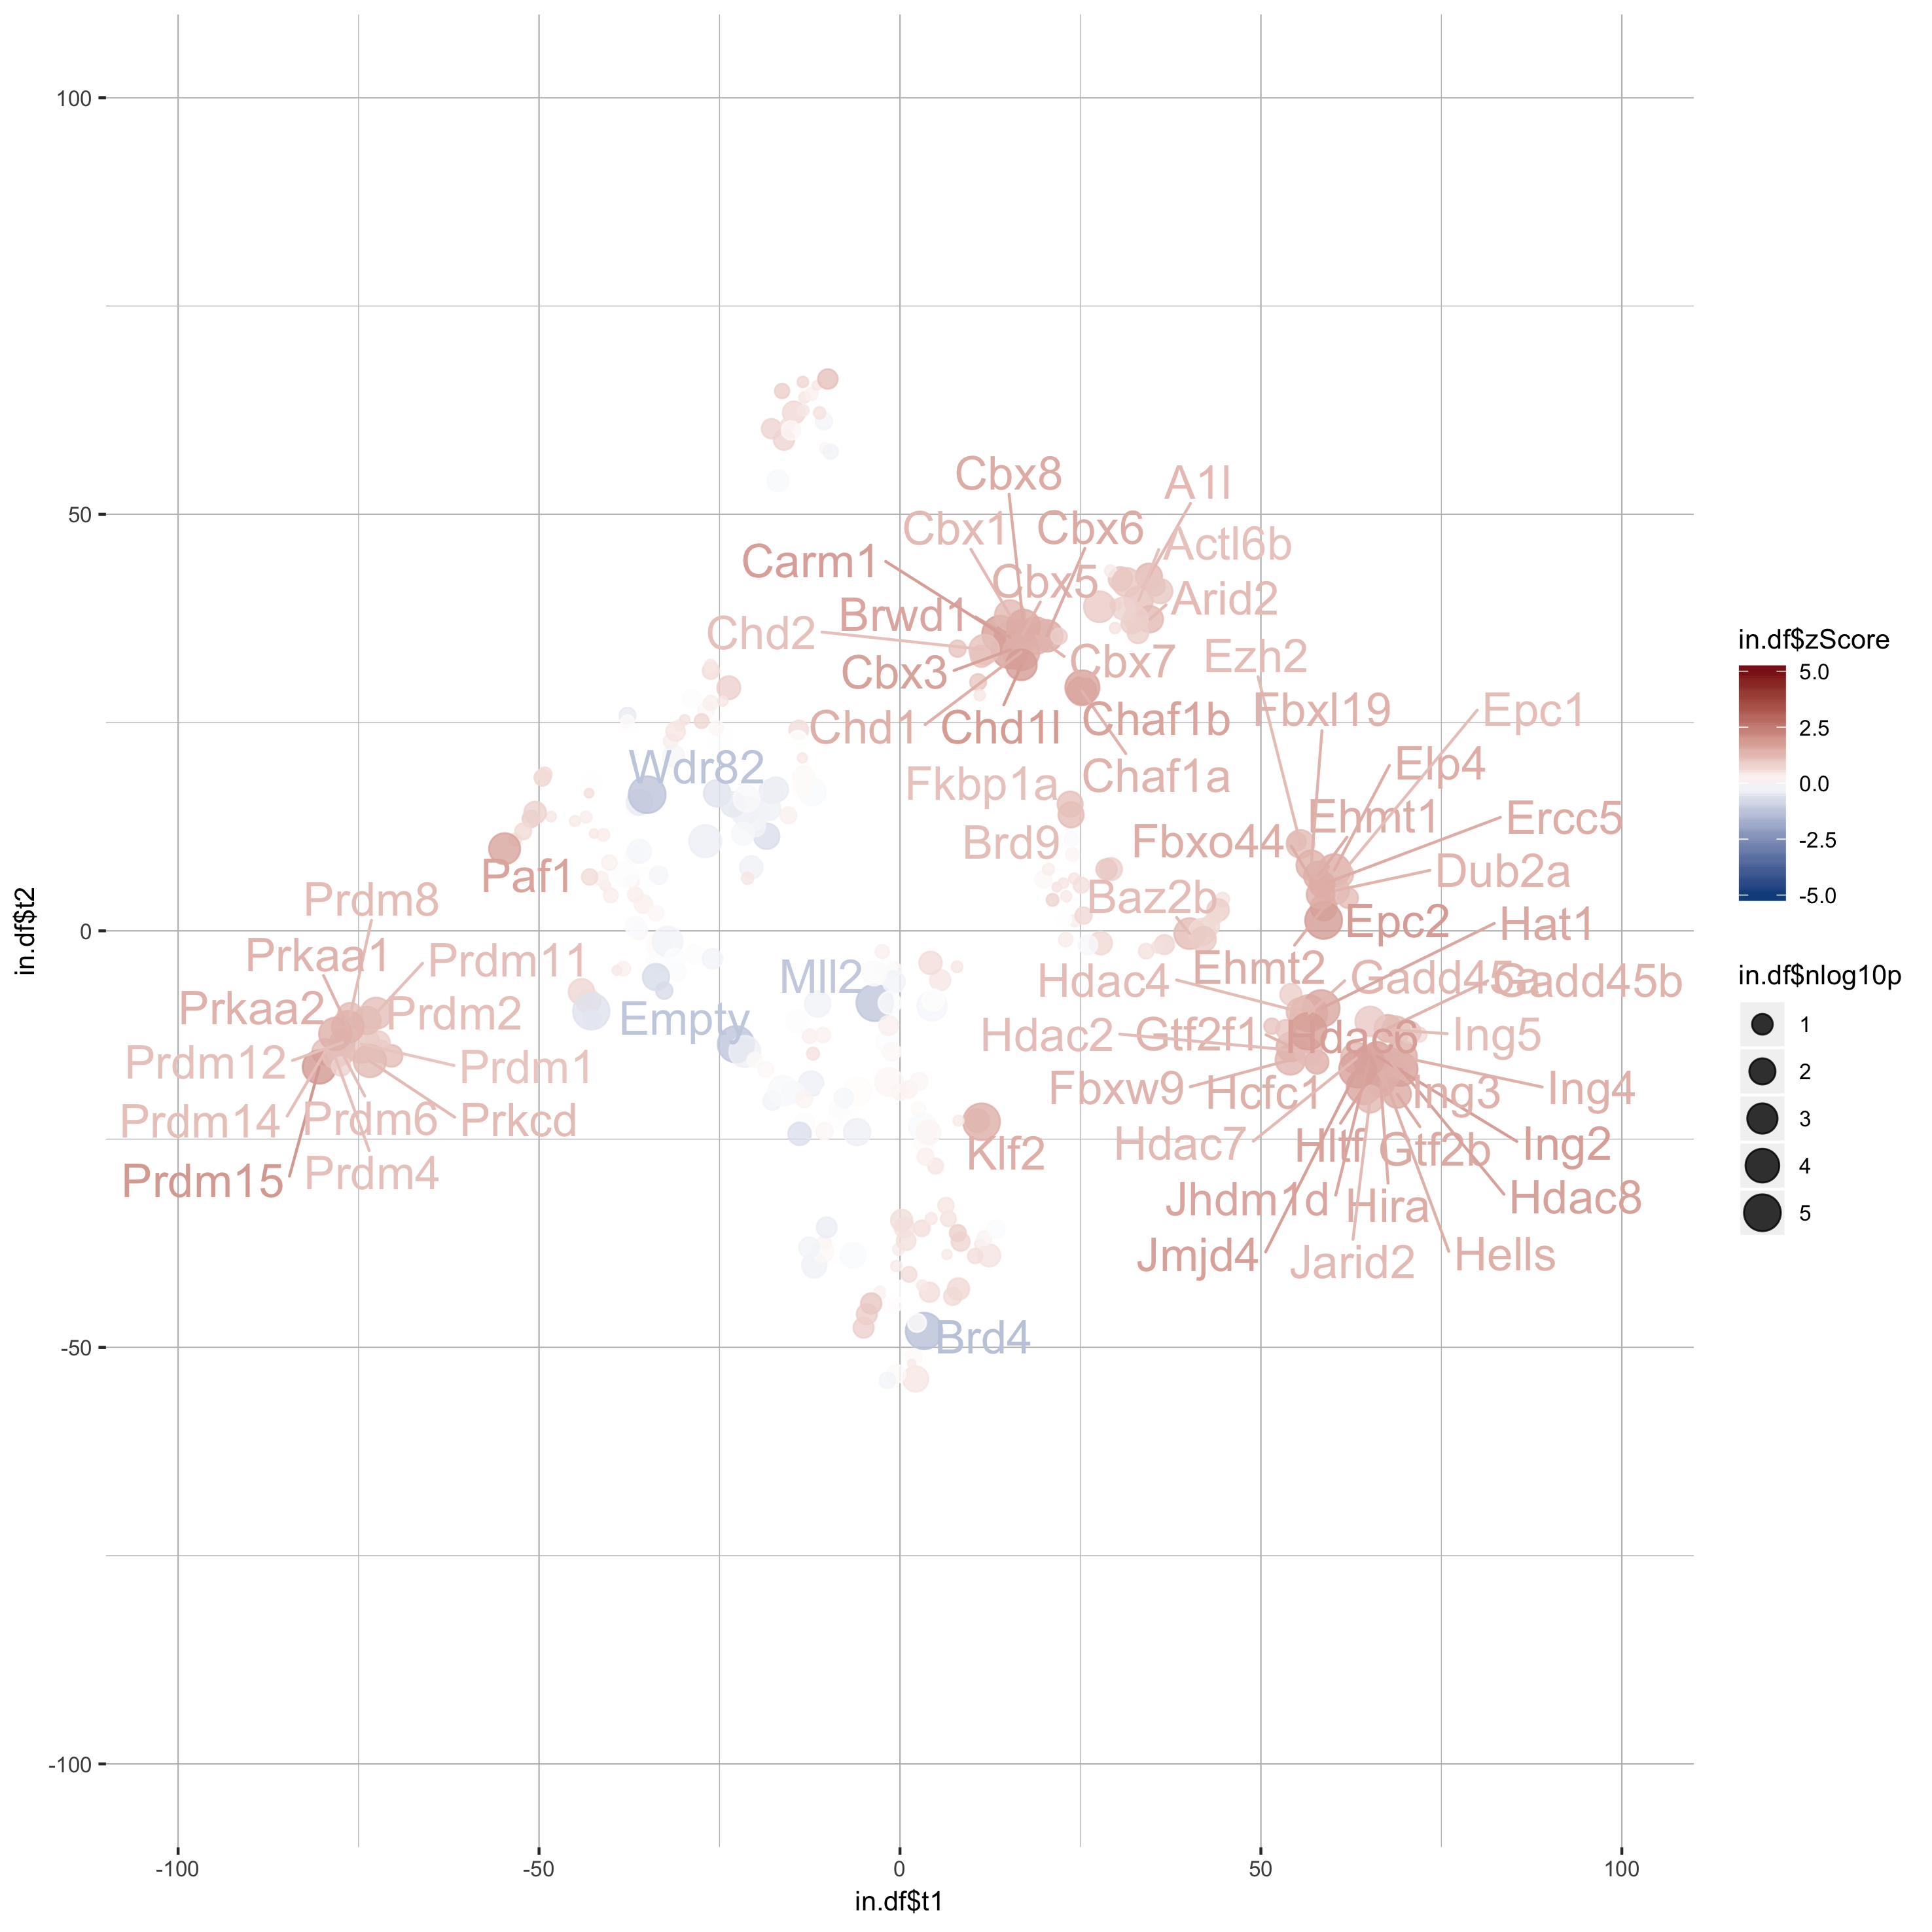 100
50
0
-50
-100
in.df$t2
Cbx8
A1l
Cbx1
Cbx6
Actl6b
Carm1
Cbx5
Arid2
Brwd1
Chd2
Cbx3
Cbx7
Ezh2
Chd1
Chd1l
Chaf1b
Fbxl19
Epc1
Wdr82
Fkbp1a
Chaf1a
Elp4
Brd9
Fbxo44
Ehmt1
Ercc5
Paf1
Baz2b
Dub2a
Prdm8
Epc2
Hat1
Prkaa1
Prdm11
Mll2
Hdac4
Ehmt2
Gadd45a
Gadd45b
Prkaa2
Prdm2
Empty
Hdac2
Gtf2f1
Hdac6
Ing5
Prdm12
Prdm1
Fbxw9
Hcfc1
Ing3
Ing4
Prdm14
Prdm6
Prkcd
Klf2
Hdac7
Hltf
Gtf2b
Ing2
Prdm15
Prdm4
Jhdm1d
Hira
Hdac8
Jmjd4
Jarid2
Hells
Brd4
-100
-50
0
50
100
in.df$t1
in.df$zScore
5.0
2.5
0.0
-2.5
-5.0
in.df$nlog10p
1
2
3
4
5